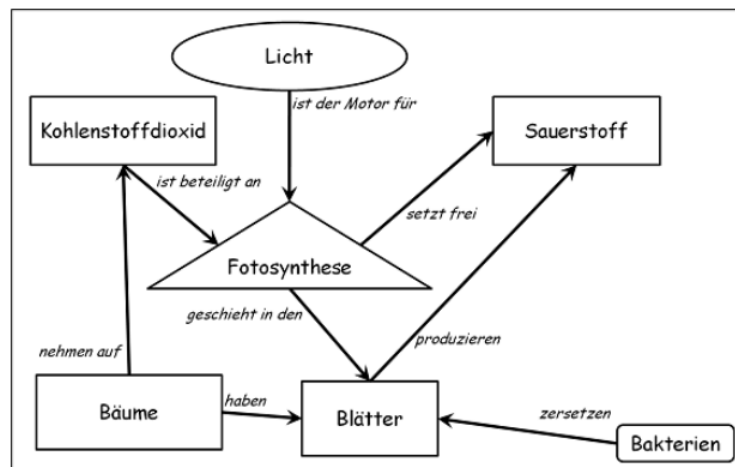 Licht
ist der Motor für
Kohlenstoffdioxid
Sauerstoff
ist beteiligt an
setzt frei
Fotosynthese
geschieht in den
produzieren
nehmen auf
haben
Bäume
Blätter
zersetzen
Bakterien